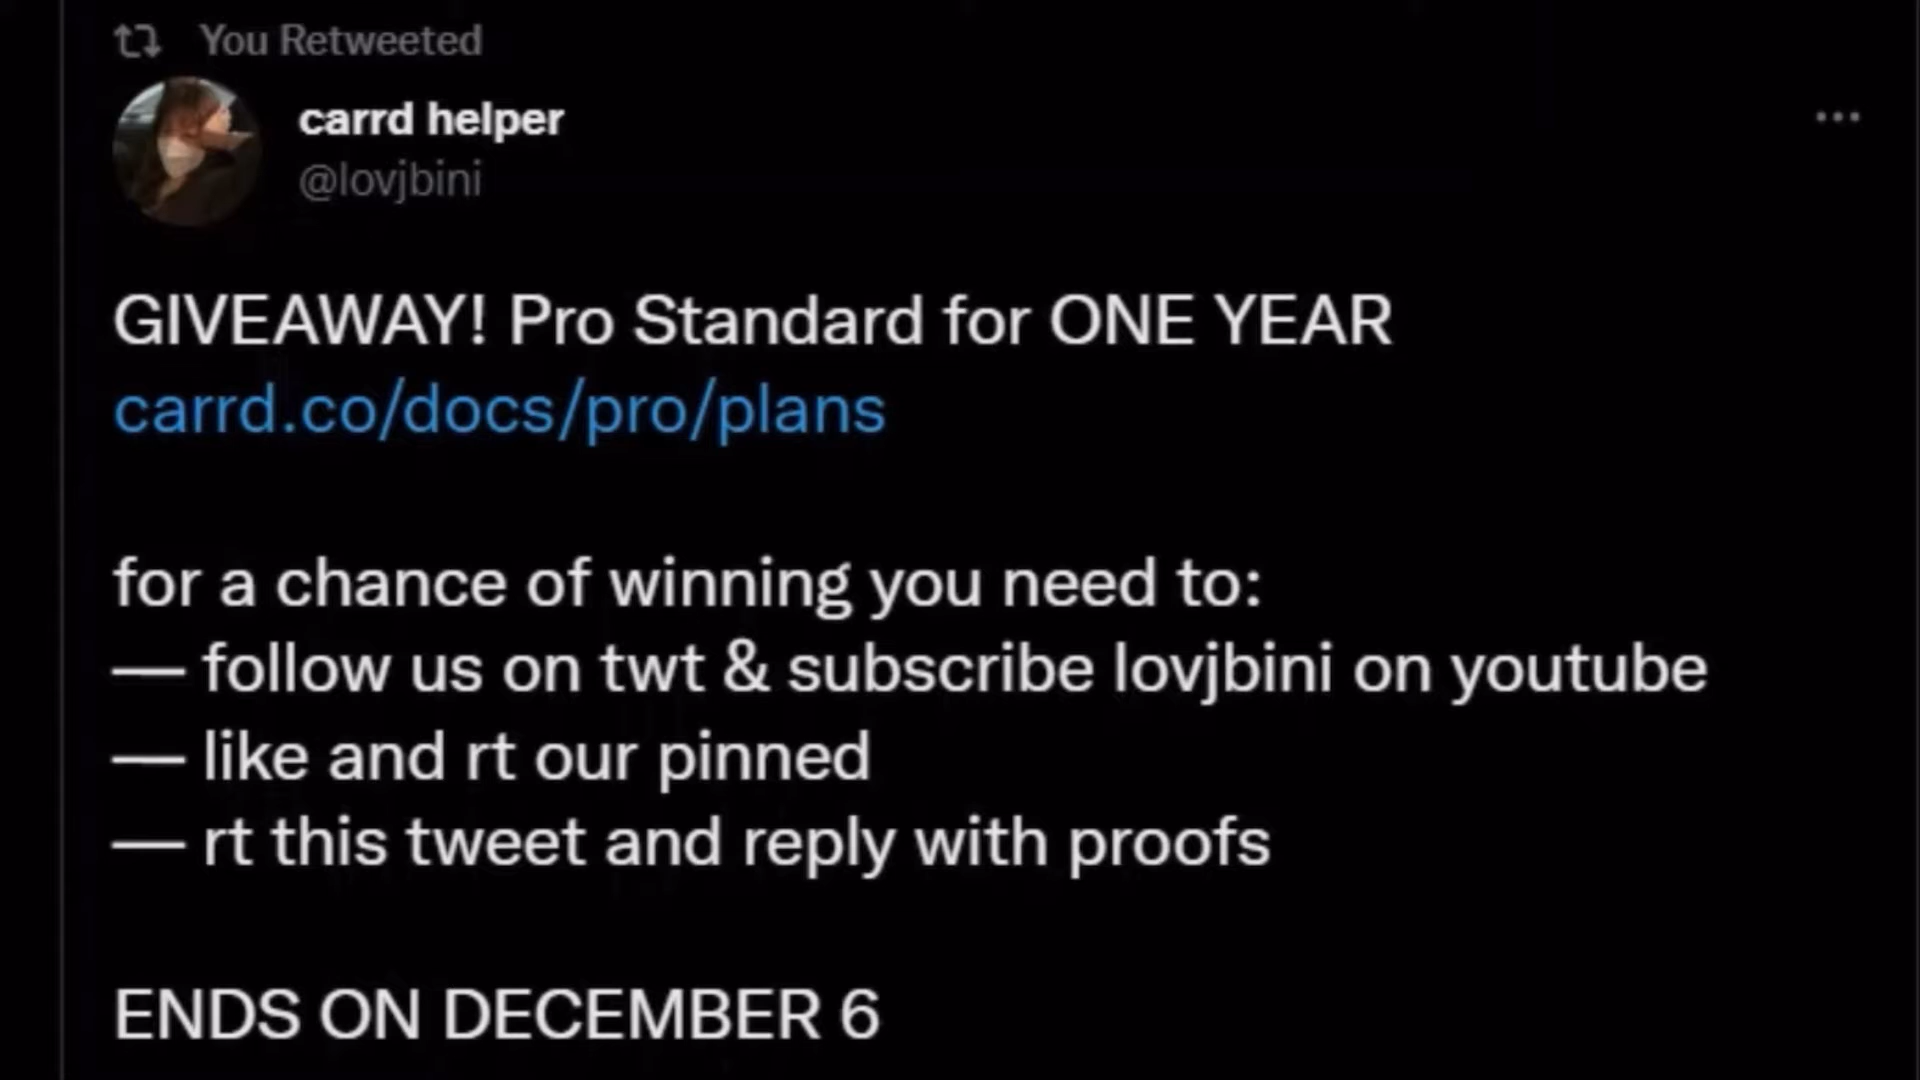 You Retweeted
carrd helper
@lovjbini
GIVEAWAY! Pro Standard for ONE YEAR
carrd.co/docs/pro/plans
for a chance of winning you need to:
— follow us on twt & subscribe lovjbini on youtube
— like and rt our pinned
— rt this tweet and reply with proofs
ENDS ON DECEMBER 6